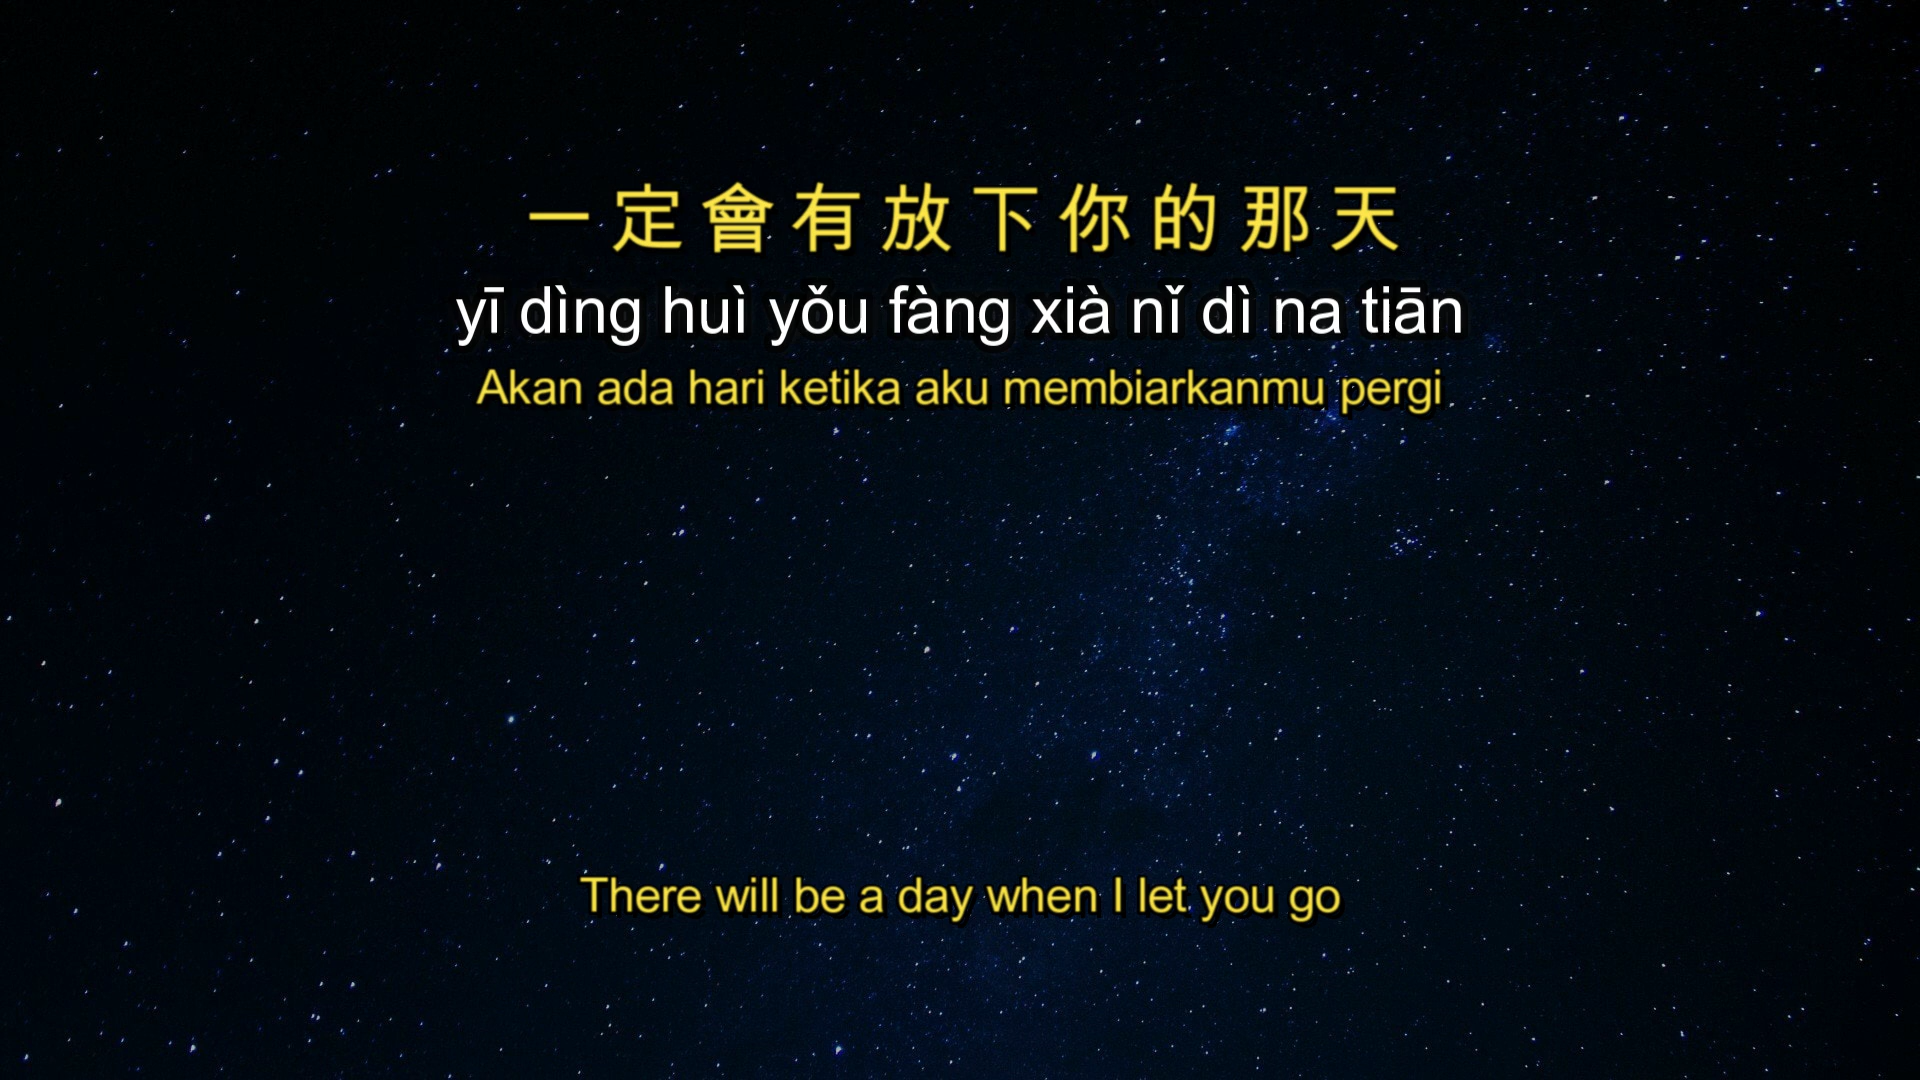 一定會有放下你的那天
yī dìng huì yǒu fàng xià nǐ dì na tiān
Akan ada hari ketika aku membiarkanmu pergi
There will be a day when I let you go